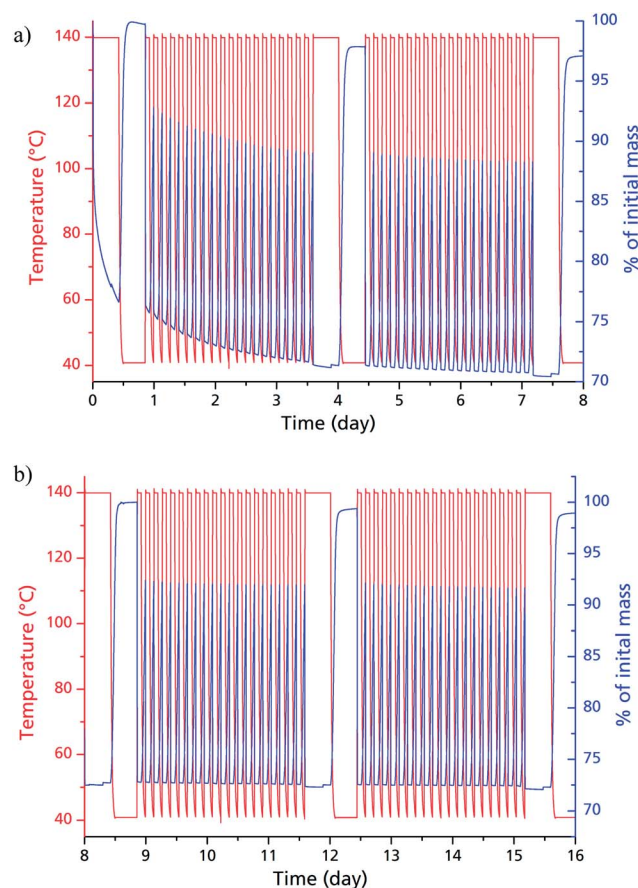 a)
140
120
100
80
60
40
Temperature (°C)
100
95
90
85
80
75
70
% of initial mass
0 1 2 3 4 5 6 7 8
Time (day)
b)
140
120
100
80
60
40
Temperature (°C)
100
95
90
85
80
75
70
% of inital mass
8 9 10 11 12 13 14 15 16
Time (day)